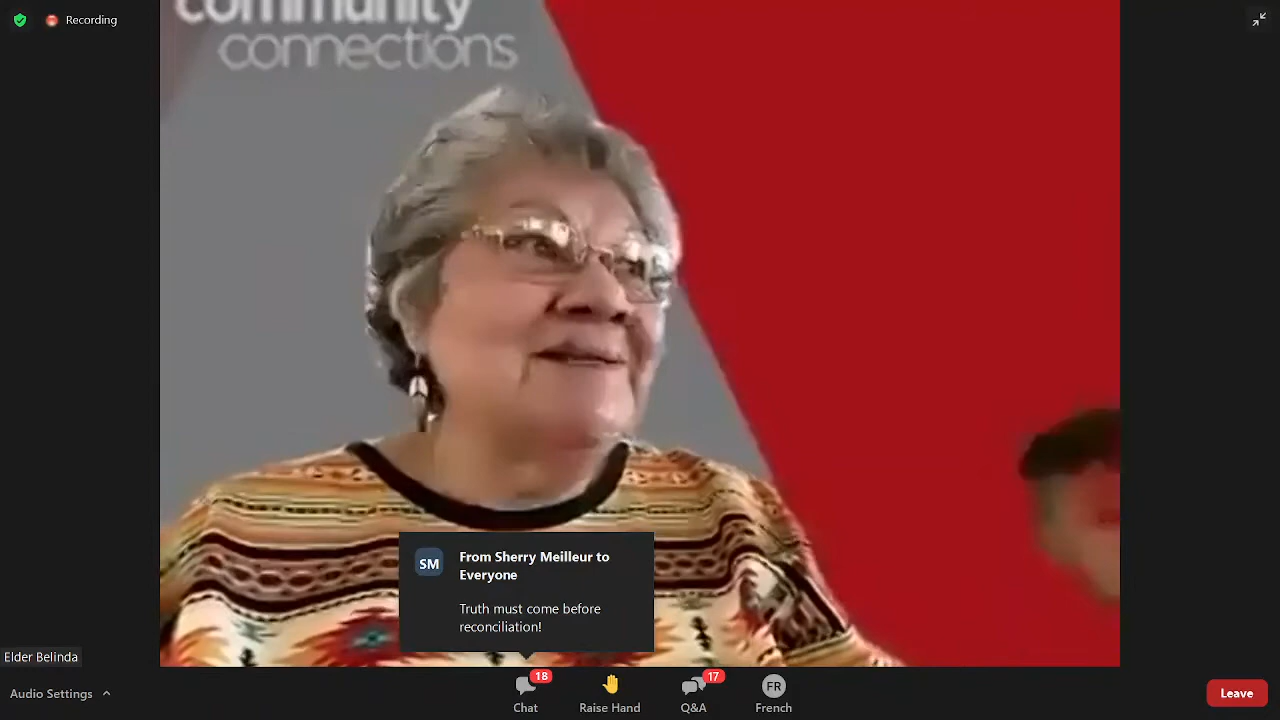 Recording
community
connections
SM
From Sherry Meilleur to
Everyone
Truth must come before
reconciliation!
Elder Belinda
Audio Settings
18
17
FR
Chat
Raise Hand
Q&A
French
Leave